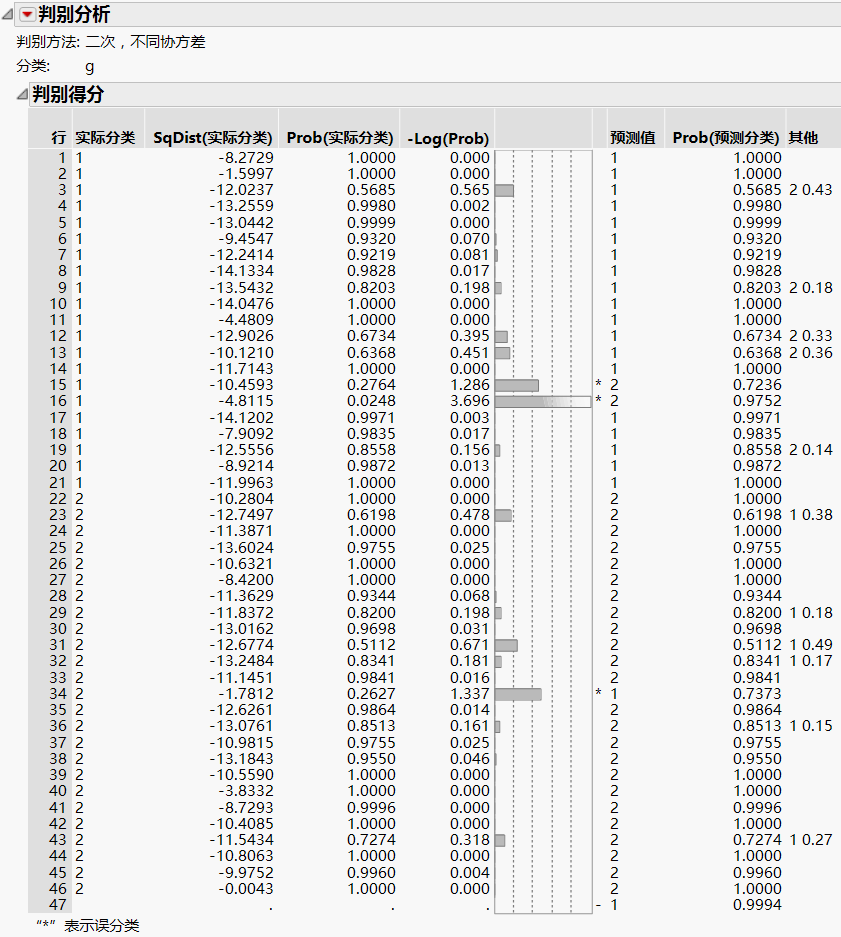 判别分析
判别方法: 二次，不同协方差
分类: g
判别得分
行 实际分类 SqDist(实际分类) Prob(实际分类) -Log(Prob) 预测值 Prob(预测分类) 其他
1 1 -8.2729 1.0000 0.000 1 1.0000
2 1 -1.5997 1.0000 0.000 1 1.0000
3 1 -12.0237 0.5685 0.565 1 0.5685 2 0.43
4 1 -13.2559 0.9980 0.002 1 0.9980
5 1 -13.0442 0.9999 0.000 1 0.9999
6 1 -9.4547 0.9320 0.070 1 0.9320
7 1 -12.2414 0.9219 0.081 1 0.9219
8 1 -14.1334 0.9828 0.017 1 0.9828
9 1 -13.5432 0.8203 0.198 1 0.8203 2 0.18
10 1 -14.0476 1.0000 0.000 1 1.0000
11 1 -4.4809 1.0000 0.000 1 1.0000
12 1 -12.9026 0.6734 0.395 1 0.6734 2 0.33
13 1 -10.1210 0.6368 0.451 1 0.6368 2 0.36
14 1 -11.7143 1.0000 0.000 1 1.0000
15 1 -10.4593 0.2764 1.286 * 2 0.7236
16 1 -4.8115 0.0248 3.696 * 2 0.9752
17 1 -14.1202 0.9971 0.003 1 0.9971
18 1 -7.9092 0.9835 0.017 1 0.9835
19 1 -12.5556 0.8558 0.156 1 0.8558 2 0.14
20 1 -8.9214 0.9872 0.013 1 0.9872
21 1 -11.9963 1.0000 0.000 1 1.0000
22 2 -10.2804 1.0000 0.000 2 1.0000
23 2 -12.7497 0.6198 0.478 2 0.6198 1 0.38
24 2 -11.3871 1.0000 0.000 2 1.0000
25 2 -13.6024 0.9755 0.025 2 0.9755
26 2 -10.6321 1.0000 0.000 2 1.0000
27 2 -8.4200 1.0000 0.000 2 1.0000
28 2 -11.3629 0.9344 0.068 2 0.9344
29 2 -11.8372 0.8200 0.198 2 0.8200 1 0.18
30 2 -13.0162 0.9698 0.031 2 0.9698
31 2 -12.6774 0.5112 0.671 2 0.5112 1 0.49
32 2 -13.2484 0.8341 0.181 2 0.8341 1 0.17
33 2 -11.1451 0.9841 0.016 2 0.9841
34 2 -1.7812 0.2627 1.337 * 1 0.7373
35 2 -12.6261 0.9864 0.014 2 0.9864
36 2 -13.0761 0.8513 0.161 2 0.8513 1 0.15
37 2 -10.9815 0.9755 0.025 2 0.9755
38 2 -13.1843 0.9550 0.046 2 0.9550
39 2 -10.5590 1.0000 0.000 2 1.0000
40 2 -3.8332 1.0000 0.000 2 1.0000
41 2 -8.7293 0.9996 0.000 2 0.9996
42 2 -10.4085 1.0000 0.000 2 1.0000
43 2 -11.5434 0.7274 0.318 2 0.7274 1 0.27
44 2 -10.8063 1.0000 0.000 2 1.0000
45 2 -9.9752 0.9960 0.004 2 0.9960
46 2 -0.0043 1.0000 0.000 2 1.0000
47 . . . - 1 0.9994
“*” 表示误分类